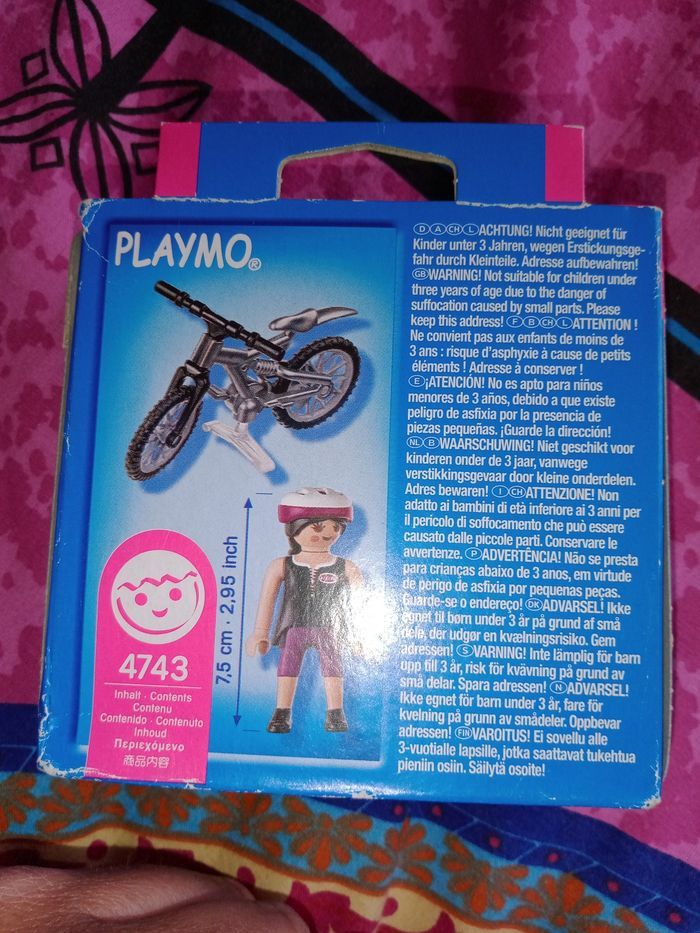 PLAYMO®
7,5 cm · 2,95 inch
4743
Inhalt · Contents
Contenu
Contenido · Contenuto
Inhoud
Περιεχόμενο
商品内容
D A CH L ACHTUNG! Nicht geeignet für
Kinder unter 3 Jahren, wegen Erstickungsge-
fahr durch Kleinteile. Adresse aufbewahren!
GB WARNING! Not suitable for children under
three years of age due to the danger of
suffocation caused by small parts. Please
keep this address! F B CH L ATTENTION !
Ne convient pas aux enfants de moins de
3 ans : risque d'asphyxie à cause de petits
éléments ! Adresse à conserver !
E ¡ATENCIÓN! No es apto para niños
menores de 3 años, debido a que existe
peligro de asfixia por la presencia de
piezas pequeñas. ¡Guarde la dirección!
NL B WAARSCHUWING! Niet geschikt voor
kinderen onder de 3 jaar, vanwege
verstikkingsgevaar door kleine onderdelen.
Adres bewaren! I CH ATTENZIONE! Non
adatto ai bambini di età inferiore ai 3 anni per
il pericolo di soffocamento che può essere
causato dalle piccole parti. Conservare le
avvertenze. P ADVERTÊNCIA! Não se presta
para crianças abaixo de 3 anos, em virtude
de perigo de asfixia por pequenas peças.
Guarde-se o endereço! DK ADVARSEL! Ikke
egnet til børn under 3 år på grund af små
dele, der udgør en kvælningsrisiko. Gem
adressen! S VARNING! Inte lämplig för barn
upp till 3 år, risk för kvävning på grund av
små delar. Spara adressen! N ADVARSEL!
Ikke egnet for barn under 3 år, fare for
kvelning på grunn av smådeler. Oppbevar
adressen! FIN VAROITUS! Ei sovellu alle
3-vuotialle lapsille, jotka saattavat tukehtua
pieniin osiin. Säilytä osoite!